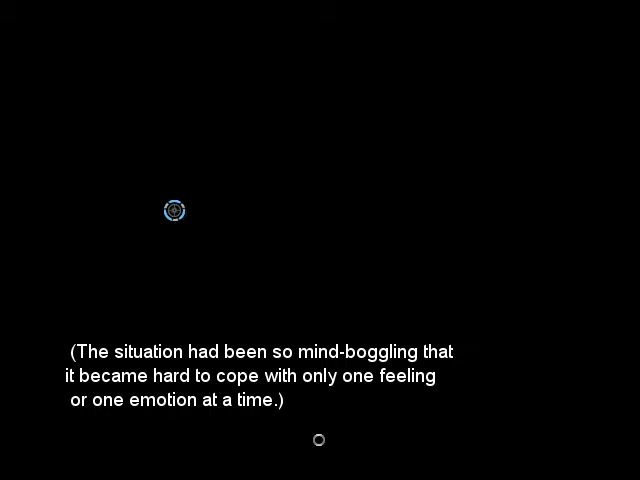 (The situation had been so mind-boggling that
it became hard to cope with only one feeling
or one emotion at a time.)